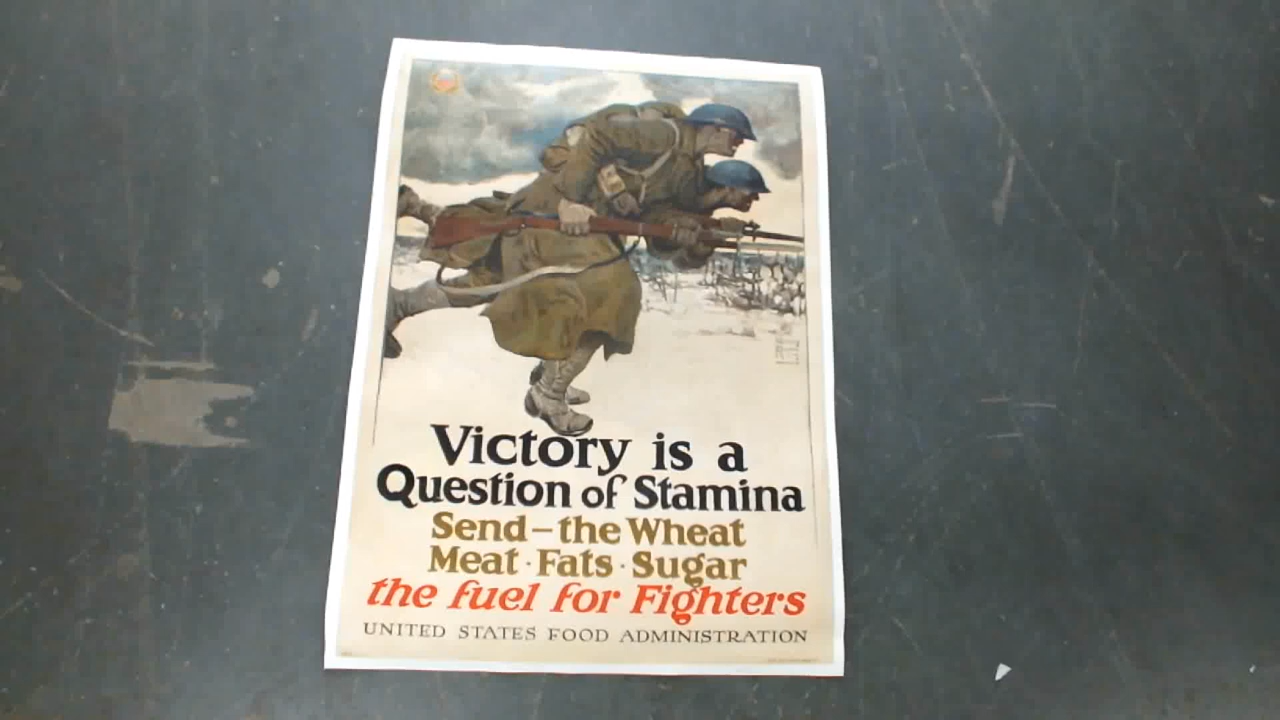 Victory is a
Question of Stamina
Send—the Wheat
Meat · Fats · Sugar
the fuel for Fighters
UNITED STATES FOOD ADMINISTRATION